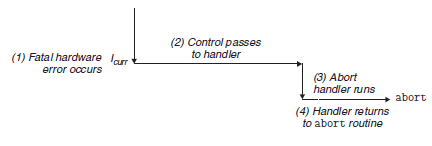 (1) Fatal hardware
error occurs
Icurr
(2) Control passes
to handler
(3) Abort
handler runs
abort
(4) Handler returns
to abort routine